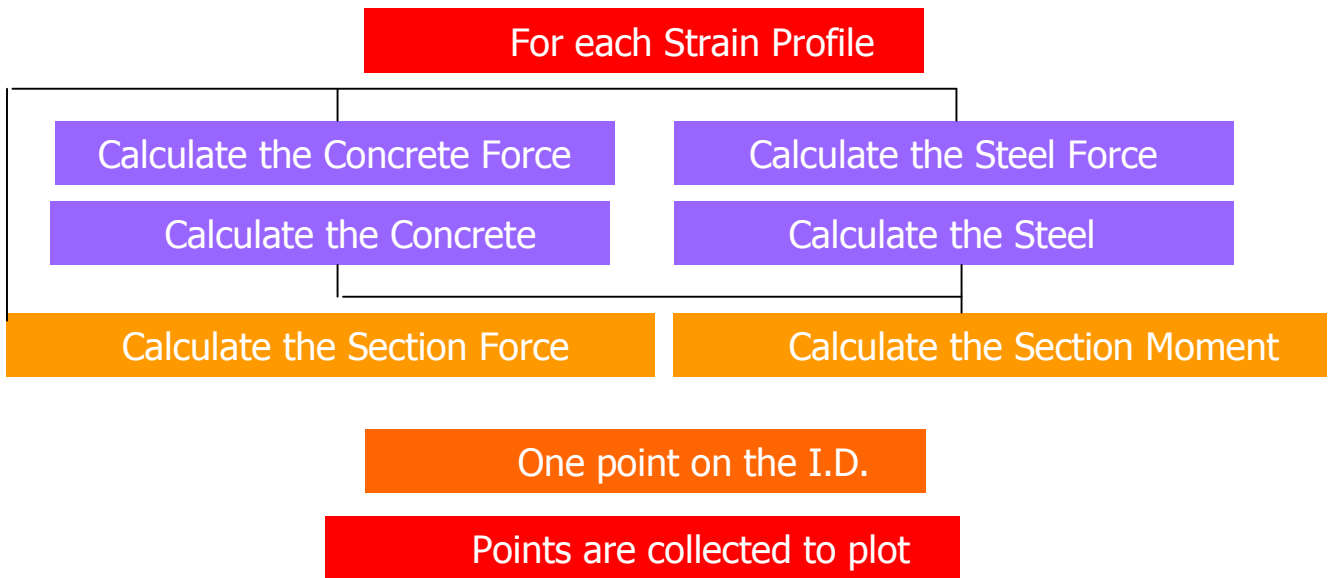 For each Strain Profile
Calculate the Concrete Force
Calculate the Steel Force
Calculate the Concrete
Calculate the Steel
Calculate the Section Force
Calculate the Section Moment
One point on the I.D.
Points are collected to plot